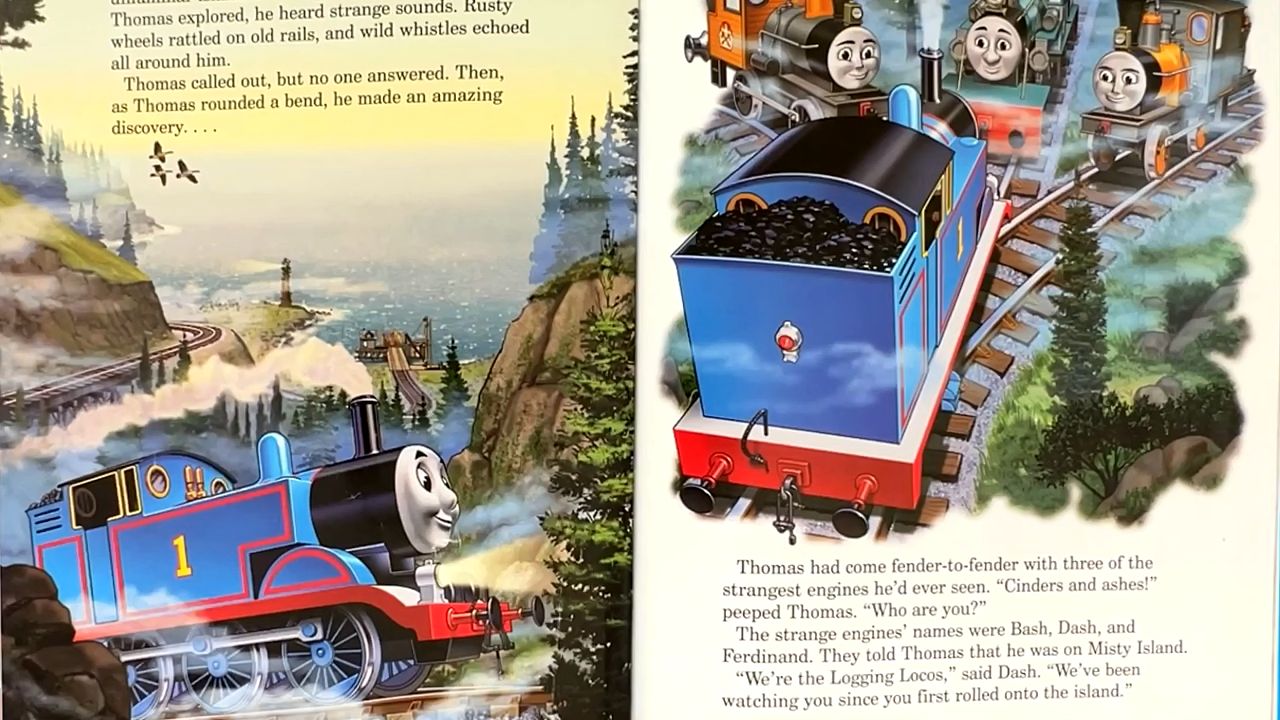 Thomas explored, he heard strange sounds. Rusty
wheels rattled on old rails, and wild whistles echoed
all around him.
Thomas called out, but no one answered. Then,
as Thomas rounded a bend, he made an amazing
discovery. . . .
1
1
Thomas had come fender-to-fender with three of the
strangest engines he'd ever seen. “Cinders and ashes!”
peeped Thomas. “Who are you?”
The strange engines' names were Bash, Dash, and
Ferdinand. They told Thomas that he was on Misty Island.
“We're the Logging Locos,” said Dash. “We've been
watching you since you first rolled onto the island.”